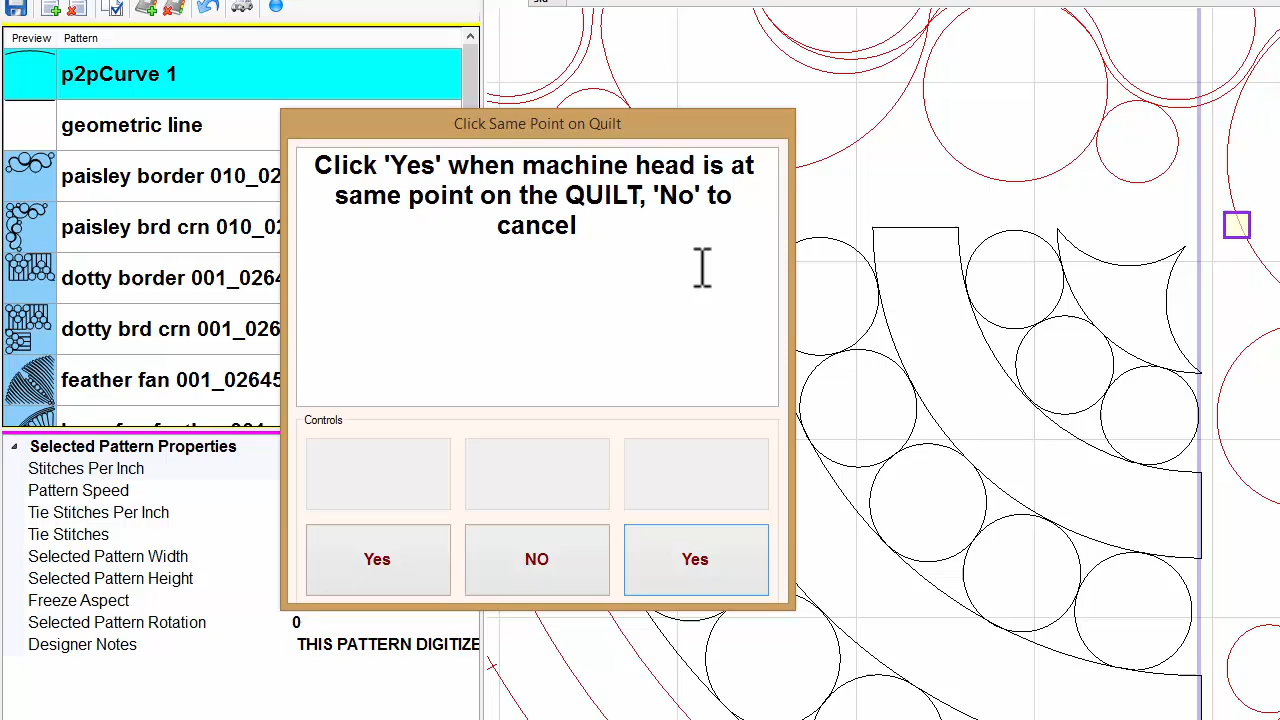 Preview Pattern
p2pCurve 1
geometric line
paisley border 010_02
paisley brd crn 010_02
dotty border 001_0264
dotty brd crn 001_026
feather fan 001_02645
Selected Pattern Properties
Stitches Per Inch
Pattern Speed
Tie Stitches Per Inch
Tie Stitches
Selected Pattern Width
Selected Pattern Height
Freeze Aspect
Selected Pattern Rotation 0
Designer Notes THIS PATTERN DIGITIZE
Click Same Point on Quilt
Click 'Yes' when machine head is at
same point on the QUILT, 'No' to
cancel
Controls
Yes NO Yes